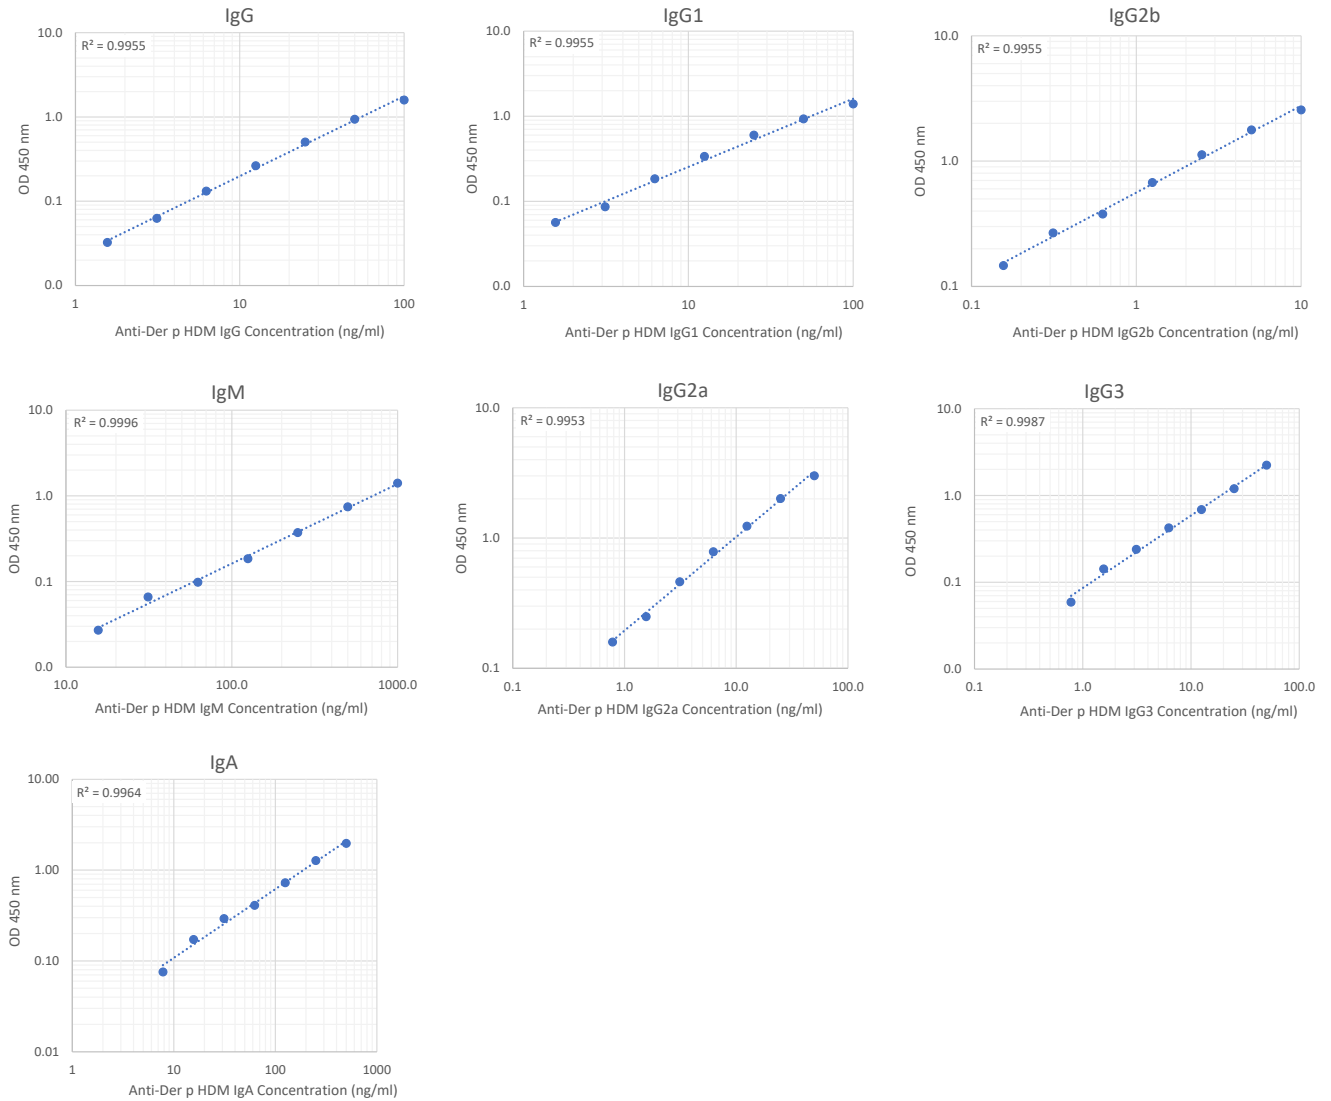 IgG
R² = 0.9955
10.0
1.0
0.1
0.0
OD 450 nm
1 10 100
Anti-Der p HDM IgG Concentration (ng/ml)
IgG1
R² = 0.9955
10.0
1.0
0.1
0.0
OD 450 nm
1 10 100
Anti-Der p HDM IgG1 Concentration (ng/ml)
IgG2b
R² = 0.9955
10.0
1.0
0.1
OD 450 nm
0.1 1 10
Anti-Der p HDM IgG2b Concentration (ng/ml)
IgM
R² = 0.9996
10.0
1.0
0.1
0.0
OD 450 nm
10.0 100.0 1000.0
Anti-Der p HDM IgM Concentration (ng/ml)
IgG2a
R² = 0.9953
10.0
1.0
0.1
OD 450 nm
0.1 1.0 10.0 100.0
Anti-Der p HDM IgG2a Concentration (ng/ml)
IgG3
R² = 0.9987
10.0
1.0
0.1
0.0
OD 450 nm
0.1 1.0 10.0 100.0
Anti-Der p HDM IgG3 Concentration (ng/ml)
IgA
R² = 0.9964
10.00
1.00
0.10
0.01
OD 450 nm
1 10 100 1000
Anti-Der p HDM IgA Concentration (ng/ml)